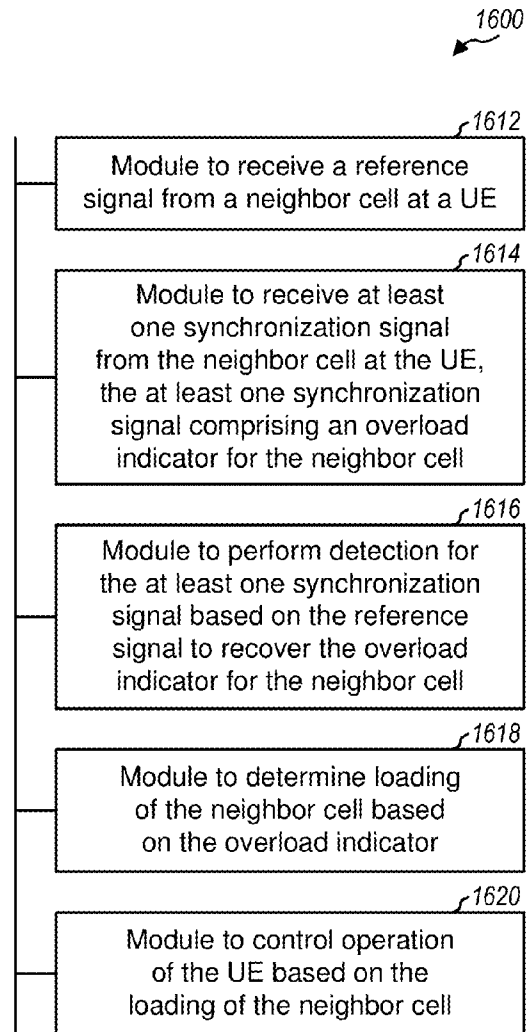 1600
1612
Module to receive a reference
signal from a neighbor cell at a UE
1614
Module to receive at least
one synchronization signal
from the neighbor cell at the UE,
the at least one synchronization
signal comprising an overload
indicator for the neighbor cell
1616
Module to perform detection for
the at least one synchronization
signal based on the reference
signal to recover the overload
indicator for the neighbor cell
1618
Module to determine loading
of the neighbor cell based
on the overload indicator
1620
Module to control operation
of the UE based on the
loading of the neighbor cell